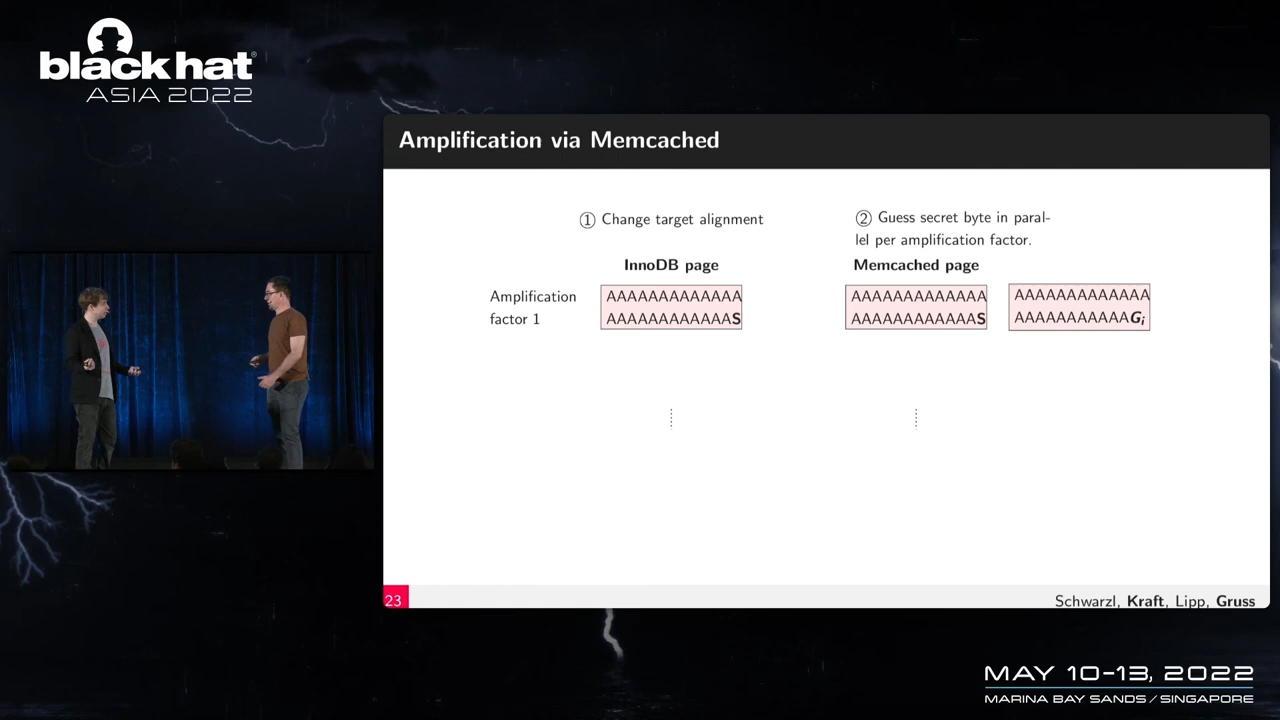 black hat®
ASIA 2022
Amplification via Memcached
① Change target alignment
② Guess secret byte in paral-
lel per amplification factor.
InnoDB page
Memcached page
Amplification
factor 1
AAAAAAAAAAAAA
AAAAAAAAAAAAS
AAAAAAAAAAAAA
AAAAAAAAAAAAS
AAAAAAAAAAAAA
AAAAAAAAAAAGi
23
Schwarzl, Kraft, Lipp, Gruss
MAY 10-13, 2022
MARINA BAY SANDS / SINGAPORE